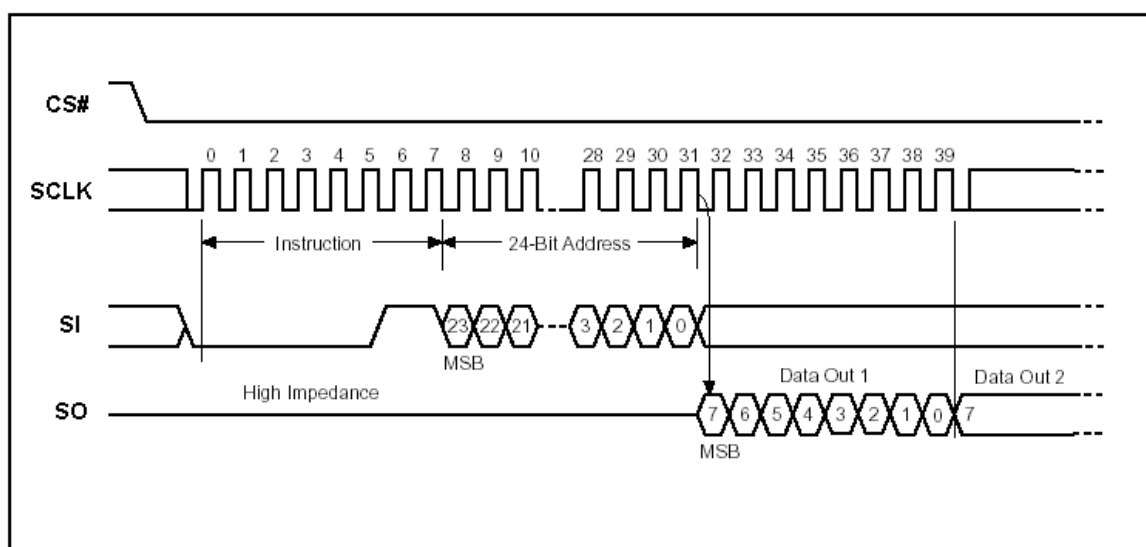 CS#
0 1 2 3 4 5 6 7 8 9 10 28 29 30 31 32 33 34 35 36 37 38 39
SCLK
Instruction 24-Bit Address
SI 23 22 21 3 2 1 0
MSB
Data Out 1 Data Out 2
High Impedance
SO 7 6 5 4 3 2 1 0 7
MSB